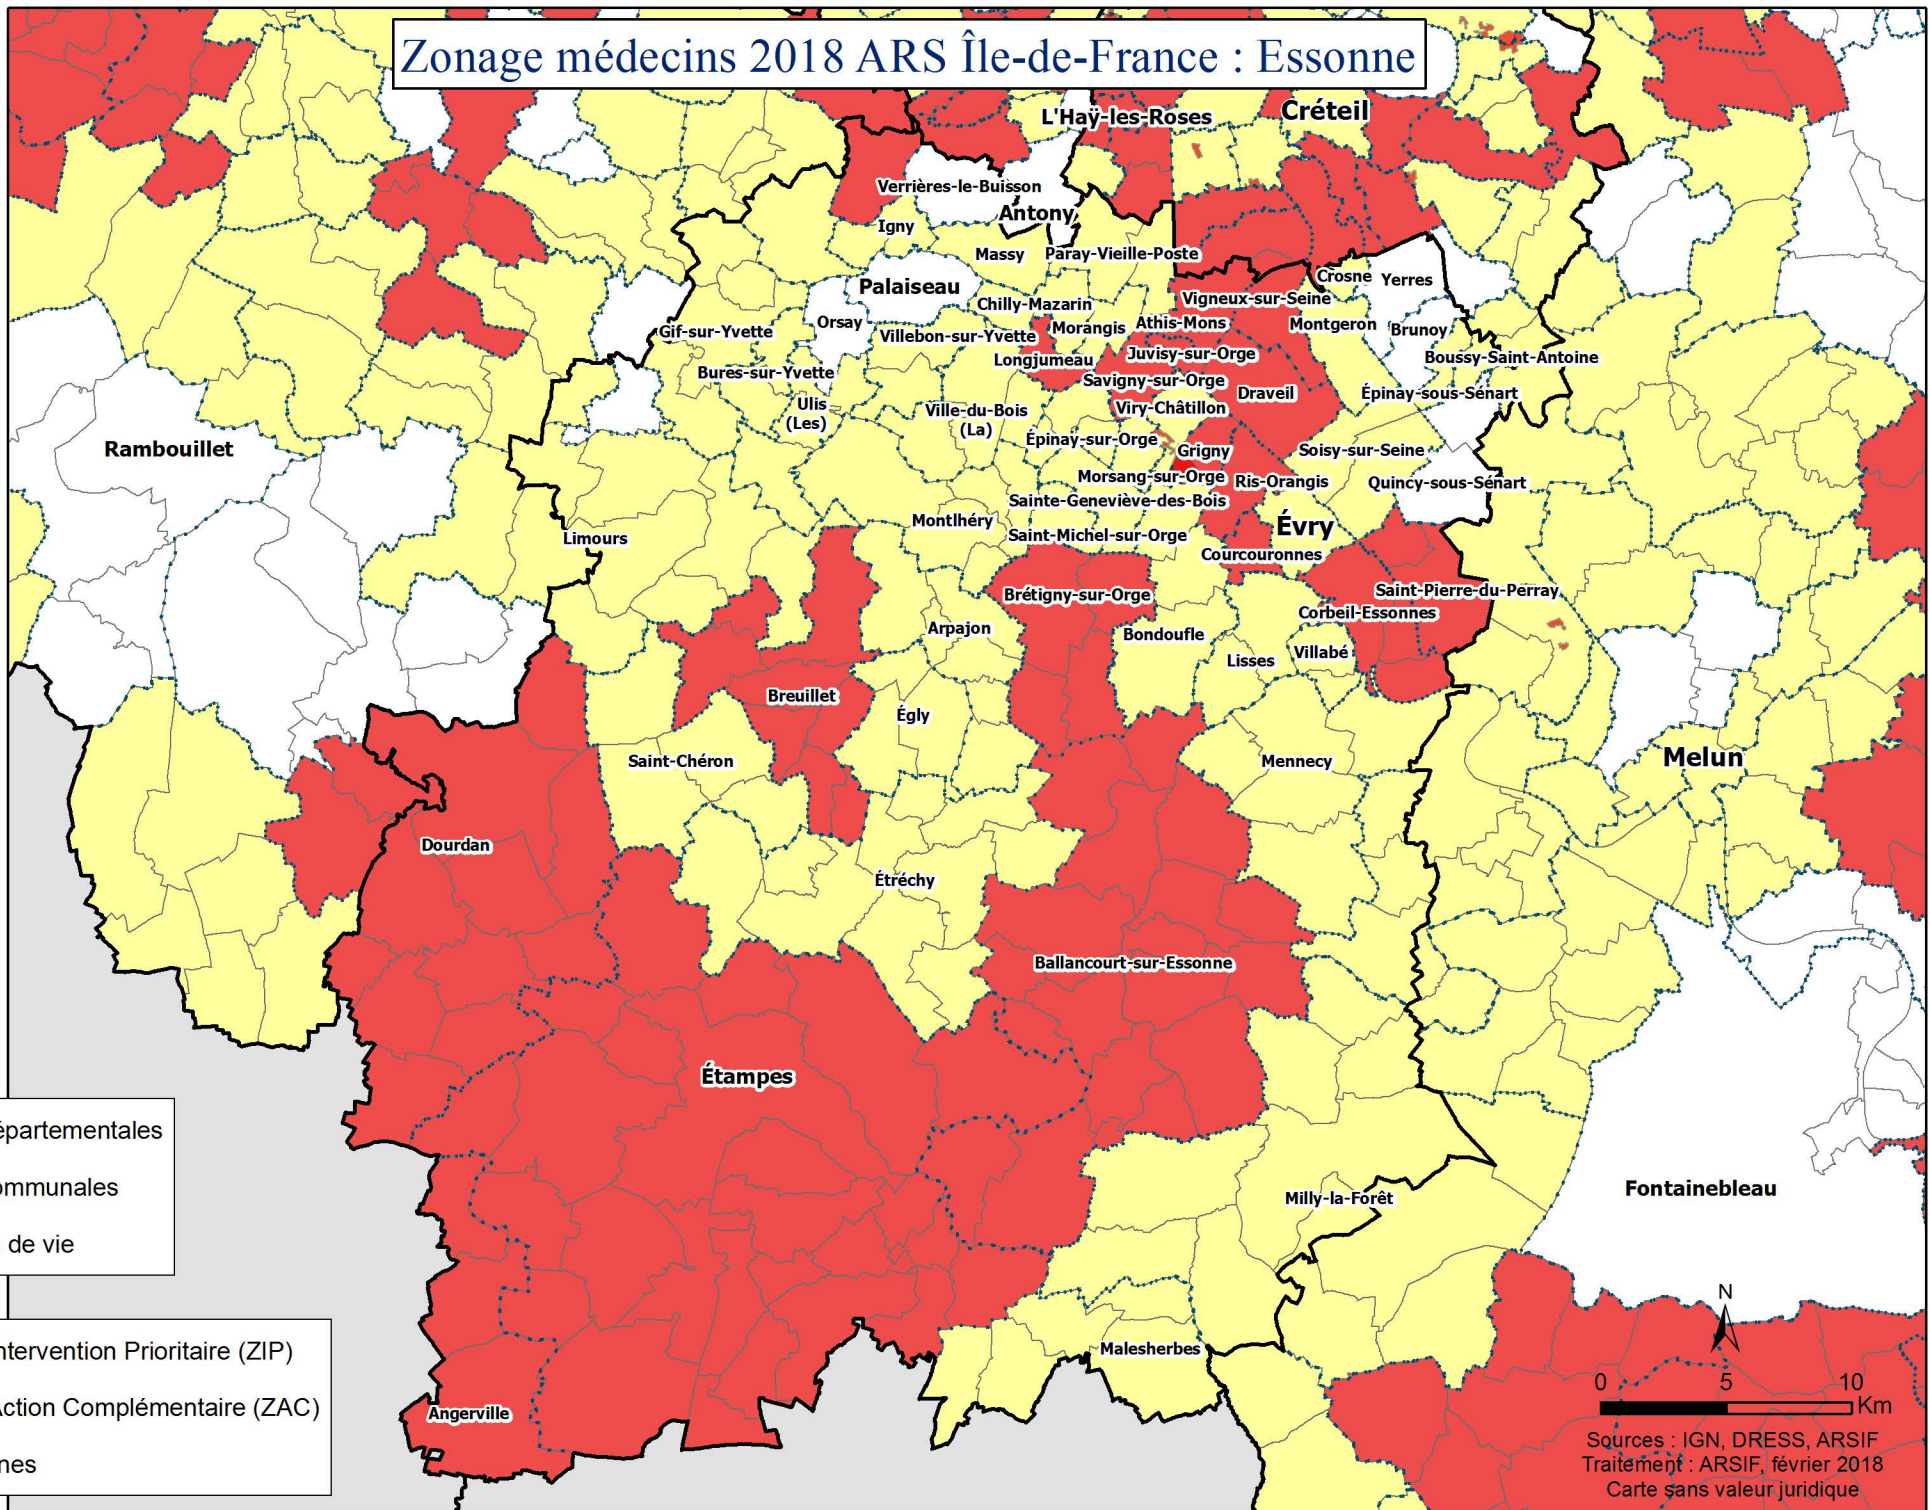 Zonage médecins 2018 ARS Île-de-France : Essonne
L'Haÿ-les-Roses
Créteil
Verrières-le-Buisson
Antony
Igny
Massy
Paray-Vieille-Poste
Crosne
Yerres
Palaiseau
Chilly-Mazarin
Vigneux-sur-Seine
Gif-sur-Yvette
Orsay
Villebon-sur-Yvette
Morangis
Athis-Mons
Montgeron
Brunoy
Longjumeau
Juvisy-sur-Orge
Boussy-Saint-Antoine
Bures-sur-Yvette
Savigny-sur-Orge
Draveil
Épinay-sous-Sénart
Ulis
(Les)
Ville-du-Bois
(La)
Viry-Châtillon
Rambouillet
Épinay-sur-Orge
Grigny
Soisy-sur-Seine
Morsang-sur-Orge
Ris-Orangis
Quincy-sous-Sénart
Sainte-Geneviève-des-Bois
Montlhéry
Saint-Michel-sur-Orge
Évry
Limours
Courcouronnes
Brétigny-sur-Orge
Saint-Pierre-du-Perray
Corbeil-Essonnes
Arpajon
Bondoufle
Lisses
Villabé
Breuillet
Égly
Saint-Chéron
Mennecy
Melun
Dourdan
Étréchy
Ballancourt-sur-Essonne
Étampes
épartementales
ommunales
de vie
Milly-la-Forêt
Fontainebleau
Malesherbes
Angerville
ntervention Prioritaire (ZIP)
Action Complémentaire (ZAC)
nes
N
0 5 10
Km
Sources : IGN, DRESS, ARSIF
Traitement : ARSIF, février 2018
Carte sans valeur juridique